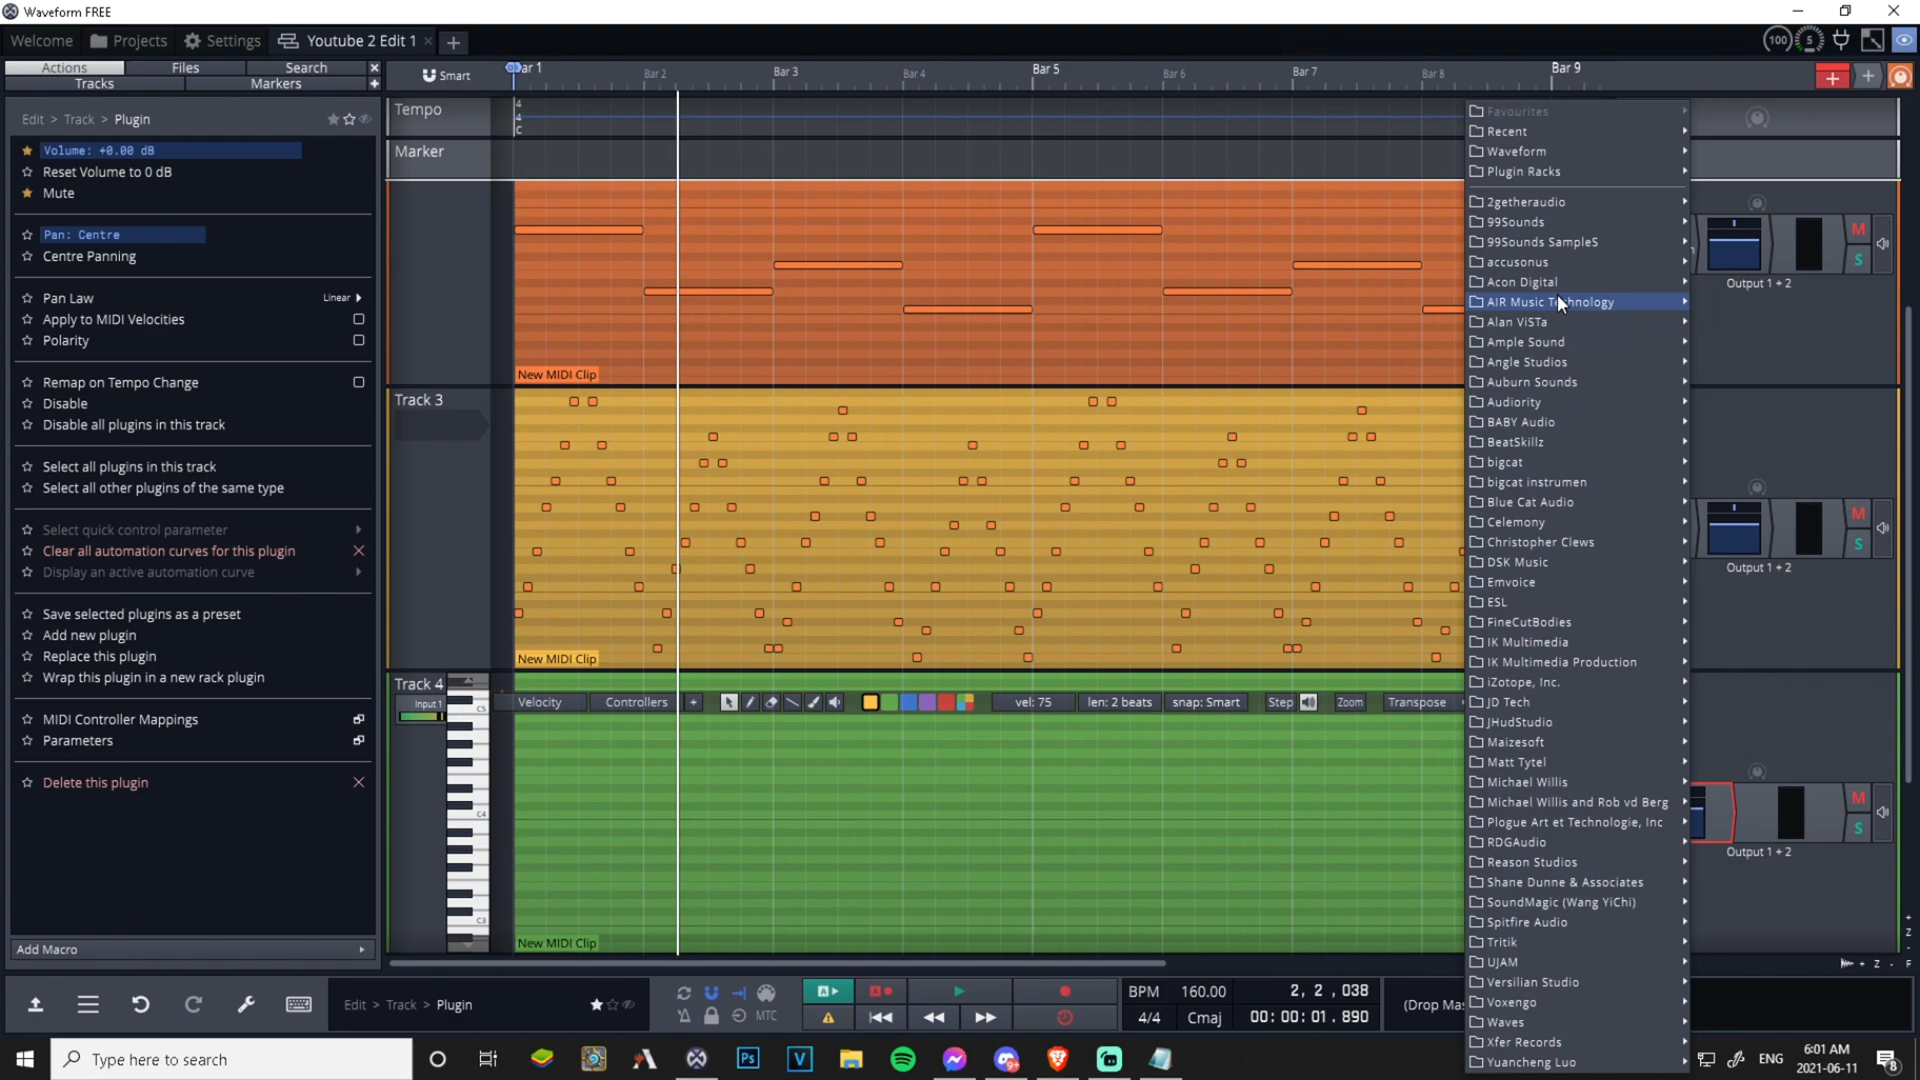 Waveform FREE
Welcome Projects Settings Youtube 2 Edit 1
100 5
Actions Files Search
Tracks Markers
Smart
Bar 2 Bar 3 Bar 4 Bar 5 Bar 6 Bar 7 Bar 8 Bar 9
Edit > Track > Plugin
Volume: +0.00 dB
Reset Volume to 0 dB
Mute
Pan: Centre
Centre Panning
Pan Law Linear
Apply to MIDI Velocities
Polarity
Remap on Tempo Change
Disable
Disable all plugins in this track
Select all plugins in this track
Select all other plugins of the same type
Select quick control parameter
Clear all automation curves for this plugin
Display an active automation curve
Save selected plugins as a preset
Add new plugin
Replace this plugin
Wrap this plugin in a new rack plugin
MIDI Controller Mappings
Parameters
Delete this plugin
Add Macro
Tempo
4
4
C
Marker
New MIDI Clip
Track 3
New MIDI Clip
Track 4
Input 1
C5
C4
C3
Velocity Controllers + vel: 75 len: 2 beats snap: Smart Step Zoom Transpose
New MIDI Clip
Favourites
Recent
Waveform
Plugin Racks
2getheraudio
99Sounds
99Sounds SampleS
accusonus
Acon Digital
AIR Music Technology
Alan ViSTa
Ample Sound
Angle Studios
Auburn Sounds
Audiority
BABY Audio
BeatSkillz
bigcat
bigcat instrumen
Blue Cat Audio
Celemony
Christopher Clews
DSK Music
Emvoice
ESL
FineCutBodies
IK Multimedia
IK Multimedia Production
iZotope, Inc.
JD Tech
JHudStudio
Maizesoft
Matt Tytel
Michael Willis
Michael Willis and Rob vd Berg
Plogue Art et Technologie, Inc
RDGAudio
Reason Studios
Shane Dunne & Associates
SoundMagic (Wang YiChi)
Spitfire Audio
Tritik
UJAM
Versilian Studio
Voxengo
Waves
Xfer Records
Yuancheng Luo
M
S
Output 1 + 2
M
S
Output 1 + 2
M
S
Output 1 + 2
Edit > Track > Plugin
MTC
BPM 160.00
4/4 Cmaj
2, 2 , 038
00: 00: 01 . 890
Type here to search
ENG
6:01 AM
2021-06-11
8